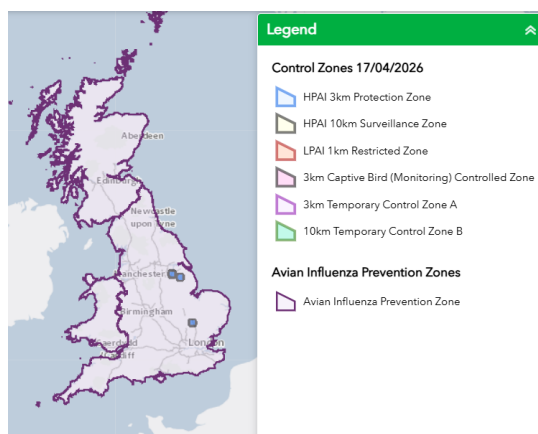 Legend
Control Zones 17/04/2026
HPAI 3km Protection Zone
HPAI 10km Surveillance Zone
LPAI 1km Restricted Zone
3km Captive Bird (Monitoring) Controlled Zone
3km Temporary Control Zone A
10km Temporary Control Zone B
Avian Influenza Prevention Zones
Avian Influenza Prevention Zone
Aberdeen
Edinburgh
Newcastle
upon Tyne
Manchester
Birmingham
Caerdydd
Cardiff
London